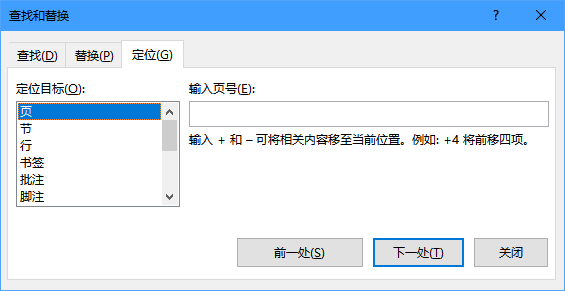 查找和替换
查找(D) 替换(P) 定位(G)
定位目标(O): 输入页号(E):
页
节
行
书签
批注
脚注
输入 + 和 – 可将相关内容移至当前位置。例如: +4 将前移四项。
前一处(S) 下一处(T) 关闭